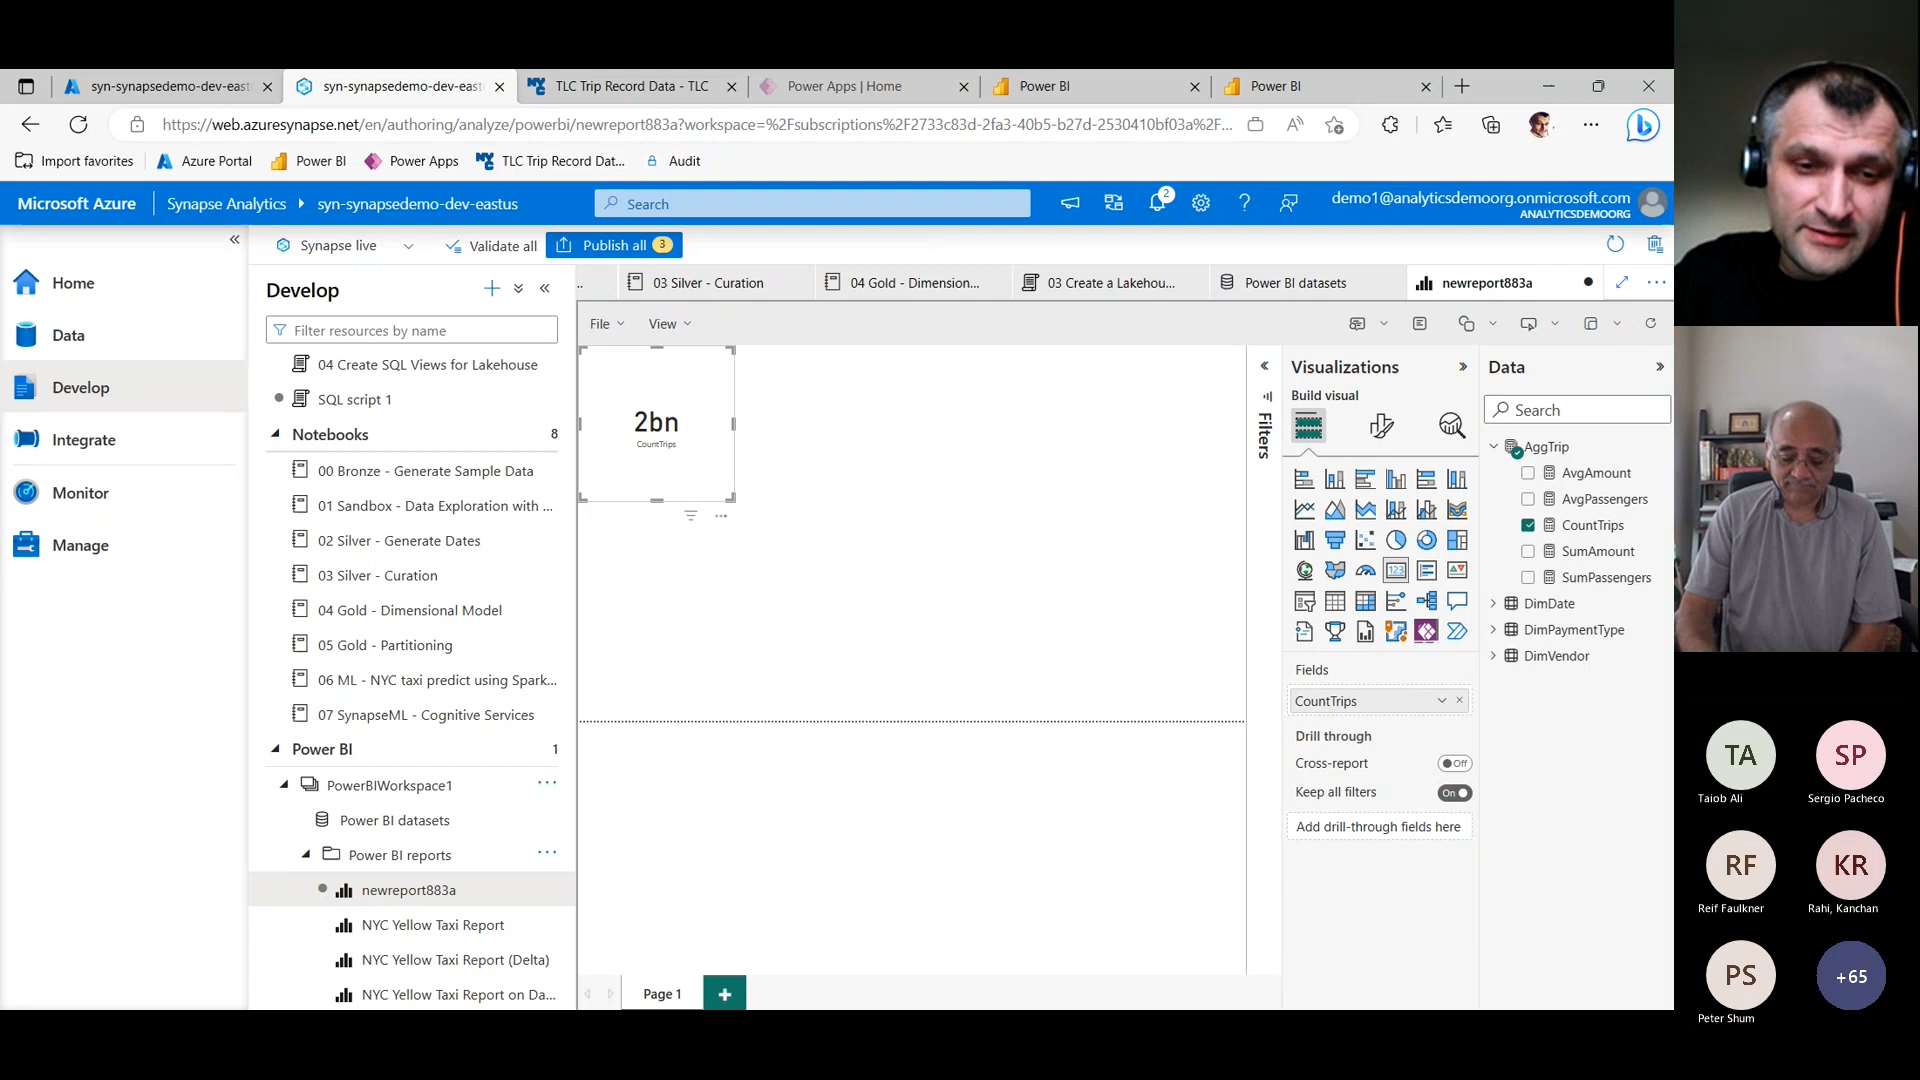 syn-synapsedemo-dev-east
syn-synapsedemo-dev-east
TLC Trip Record Data - TLC
Power Apps | Home
Power BI
Power BI
https://web.azuresynapse.net/en/authoring/analyze/powerbi/newreport883a?workspace=%2Fsubscriptions%2F2733c83d-2fa3-40b5-b27d-2530410bf03a%2F...
Import favorites
Azure Portal
Power BI
Power Apps
TLC Trip Record Dat...
Audit
Microsoft Azure
Synapse Analytics
syn-synapsedemo-dev-eastus
Search
2
demo1@analyticsdemoorg.onmicrosoft.com
ANALYTICSDEMOORG
Synapse live
Validate all
Publish all 3
Home
Data
Develop
Integrate
Monitor
Manage
Develop
Filter resources by name
04 Create SQL Views for Lakehouse
SQL script 1
Notebooks 8
00 Bronze - Generate Sample Data
01 Sandbox - Data Exploration with ...
02 Silver - Generate Dates
03 Silver - Curation
04 Gold - Dimensional Model
05 Gold - Partitioning
06 ML - NYC taxi predict using Spark...
07 SynapseML - Cognitive Services
Power BI 1
PowerBIWorkspace1
Power BI datasets
Power BI reports
newreport883a
NYC Yellow Taxi Report
NYC Yellow Taxi Report (Delta)
NYC Yellow Taxi Report on Da...
..
03 Silver - Curation
04 Gold - Dimension...
03 Create a Lakehou...
Power BI datasets
newreport883a
File
View
2bn
CountTrips
Page 1
Filters
Visualizations
Build visual
123
Fields
CountTrips
Drill through
Cross-report
Off
Keep all filters
On
Add drill-through fields here
Data
Search
AggTrip
AvgAmount
AvgPassengers
CountTrips
SumAmount
SumPassengers
DimDate
DimPaymentType
DimVendor
TA
Taiob Ali
SP
Sergio Pacheco
RF
Reif Faulkner
KR
Rahi, Kanchan
PS
Peter Shum
+65